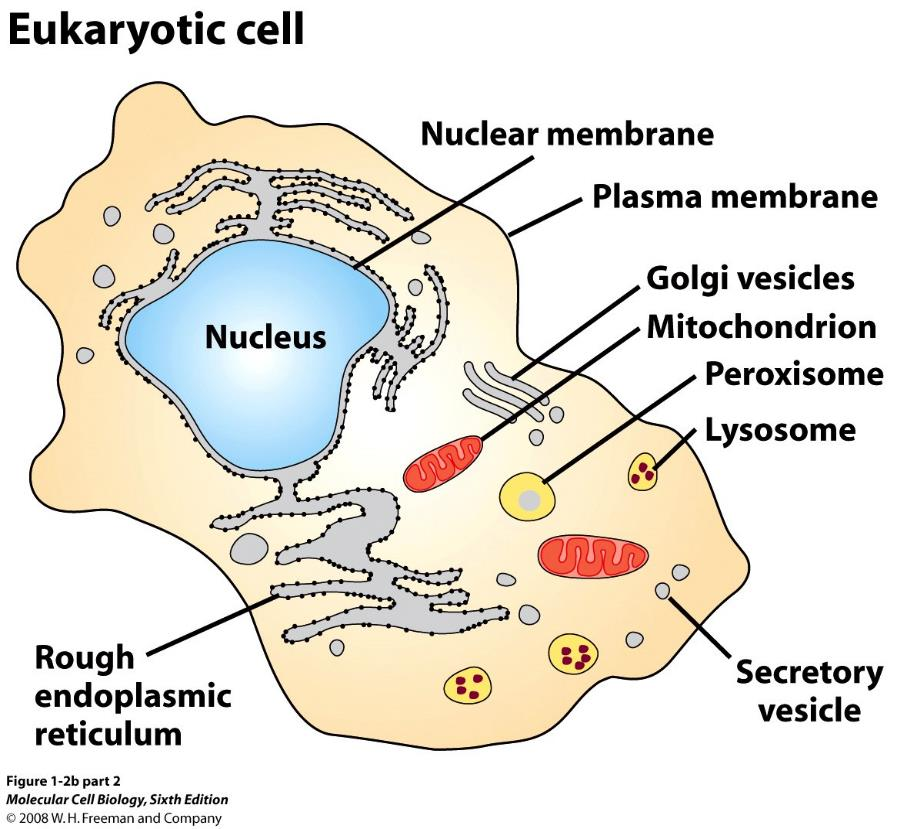 Eukaryotic cell
Nuclear membrane
Plasma membrane
Golgi vesicles
Mitochondrion
Peroxisome
Lysosome
Nucleus
Rough
endoplasmic
reticulum
Secretory
vesicle
Figure 1-2b part 2
Molecular Cell Biology, Sixth Edition
© 2008 W. H. Freeman and Company